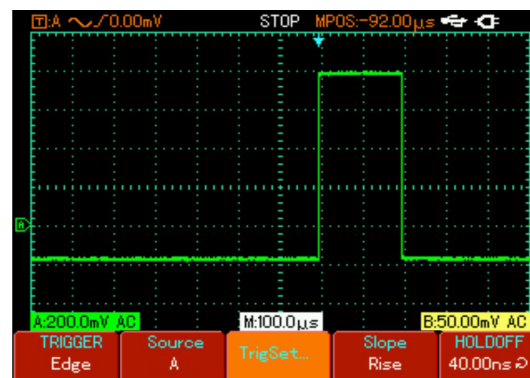 T:A 0.00mV STOP MPOS:-92.00μs
A
A:200.0mV AC M:100.0μs B:50.00mV AC
TRIGGER Source TrigSet... Slope HOLDOFF
Edge A Rise 40.00ns